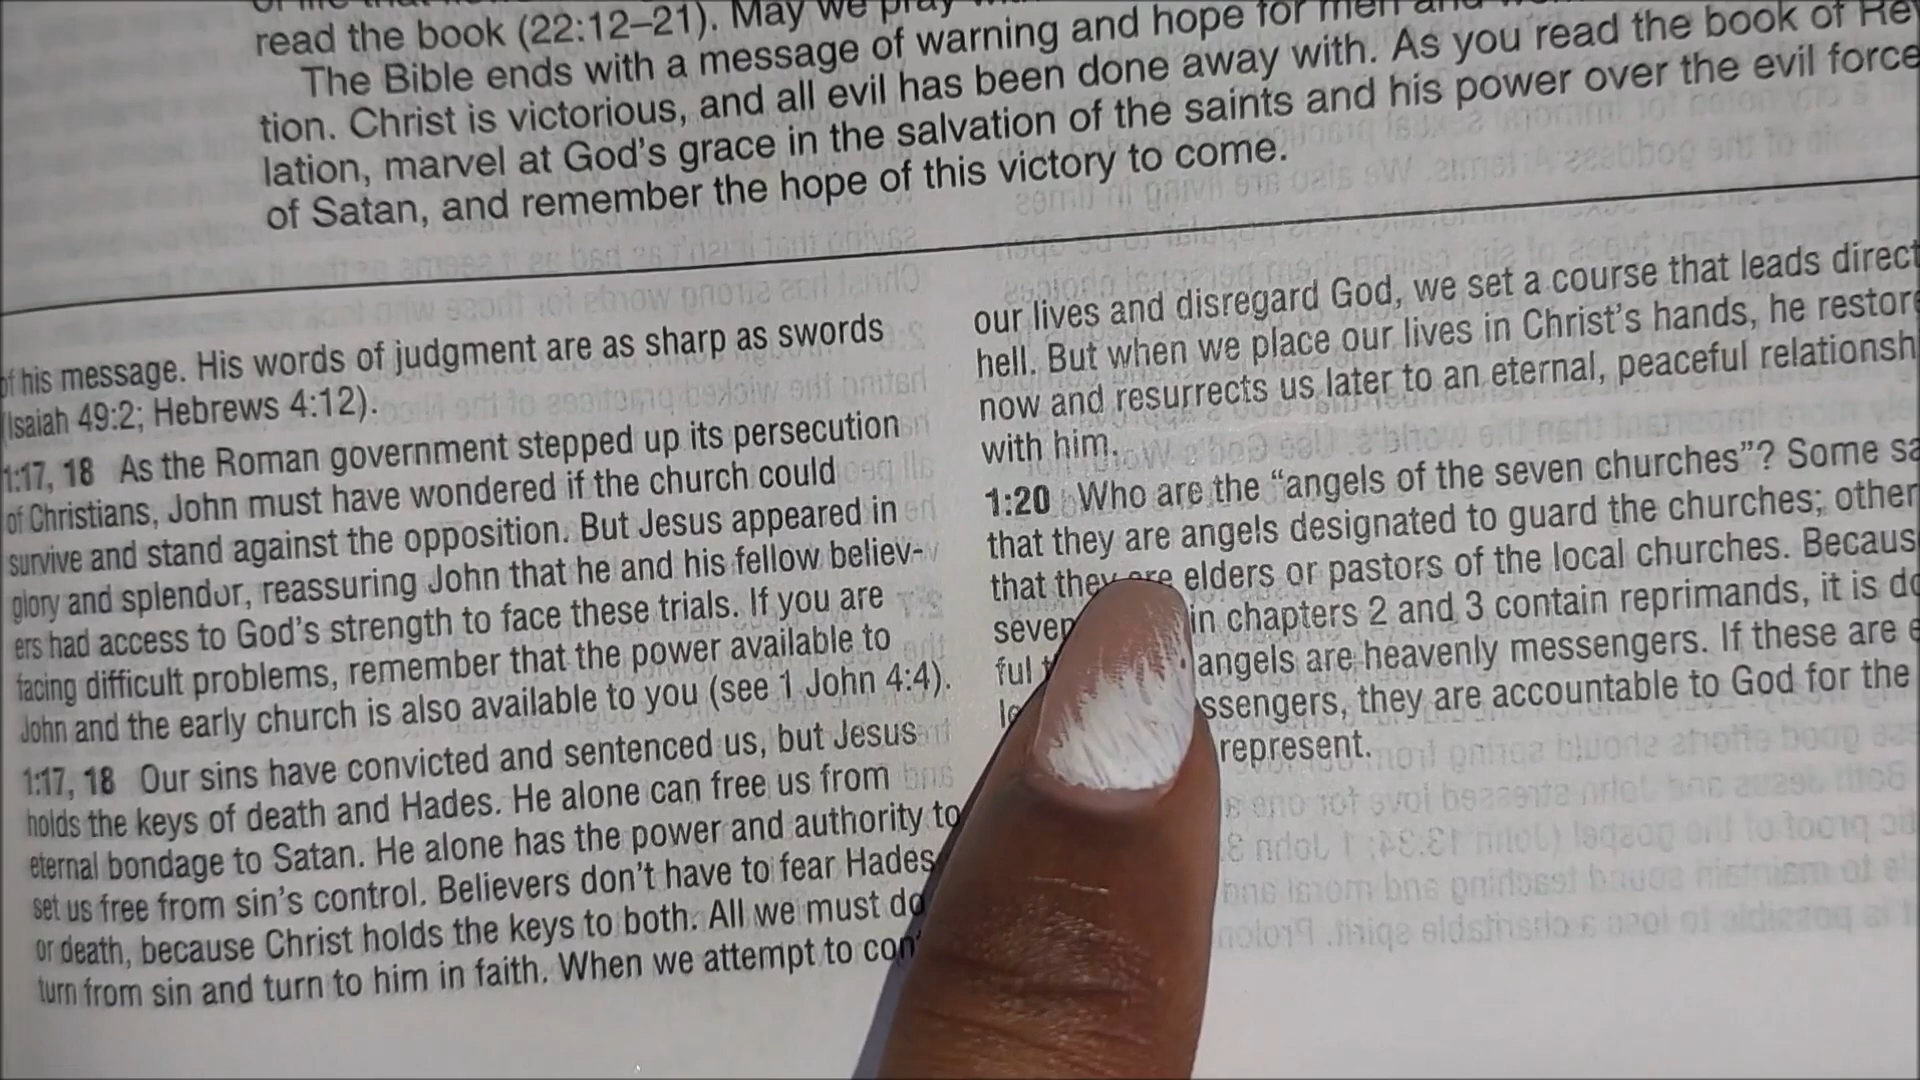 read the book (22:12–21). May we pray
The Bible ends with a message of warning and hope for men
tion. Christ is victorious, and all evil has been done away with. As you read the book of Re
lation, marvel at God's grace in the salvation of the saints and his power over the evil force
of Satan, and remember the hope of this victory to come.
of his message. His words of judgment are as sharp as swords
(Isaiah 49:2; Hebrews 4:12).
1:17, 18 As the Roman government stepped up its persecution
of Christians, John must have wondered if the church could
survive and stand against the opposition. But Jesus appeared in
glory and splendor, reassuring John that he and his fellow believ-
ers had access to God's strength to face these trials. If you are
facing difficult problems, remember that the power available to
John and the early church is also available to you (see 1 John 4:4).
1:17, 18 Our sins have convicted and sentenced us, but Jesus
holds the keys of death and Hades. He alone can free us from
eternal bondage to Satan. He alone has the power and authority to
set us free from sin's control. Believers don't have to fear Hades
or death, because Christ holds the keys to both. All we must do
turn from sin and turn to him in faith. When we attempt to con
our lives and disregard God, we set a course that leads direct
hell. But when we place our lives in Christ's hands, he restor
now and resurrects us later to an eternal, peaceful relationsh
with him.
1:20 Who are the "angels of the seven churches"? Some sa
that they are angels designated to guard the churches; other
that they are elders or pastors of the local churches. Becaus
seven in chapters 2 and 3 contain reprimands, it is do
ful angels are heavenly messengers. If these are e
ssengers, they are accountable to God for the
represent.